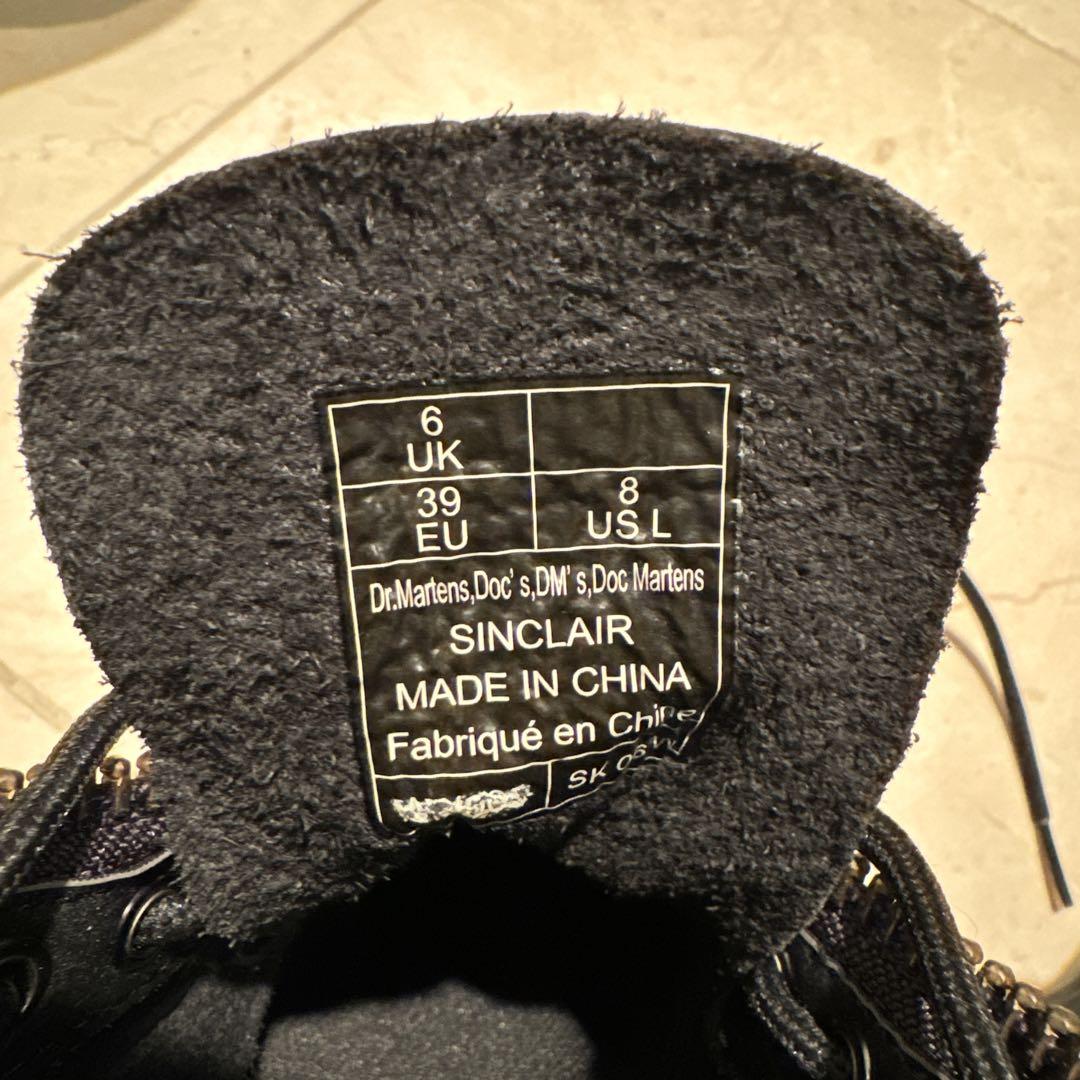 6
UK
39
EU
8
US L
Dr.Martens,Doc's,DM's,Doc Martens
SINCLAIR
MADE IN CHINA
Fabriqué en Chine
SK